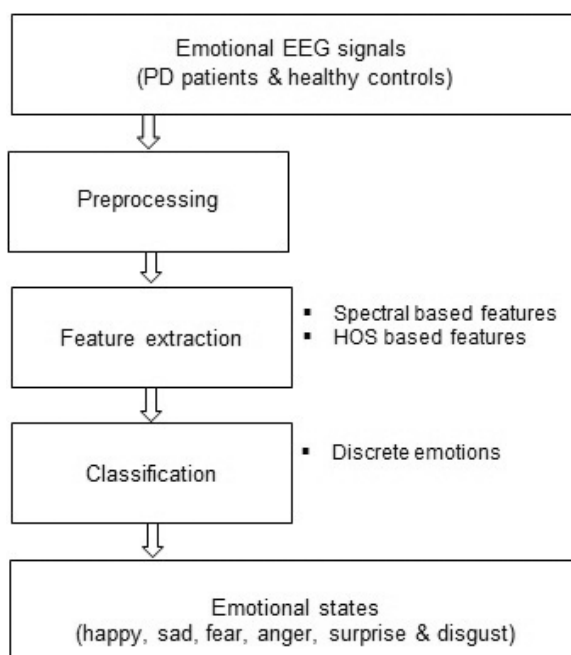 Emotional EEG signals
(PD patients & healthy controls)
Preprocessing
Feature extraction
▪ Spectral based features
▪ HOS based features
Classification
▪ Discrete emotions
Emotional states
(happy, sad, fear, anger, surprise & disgust)